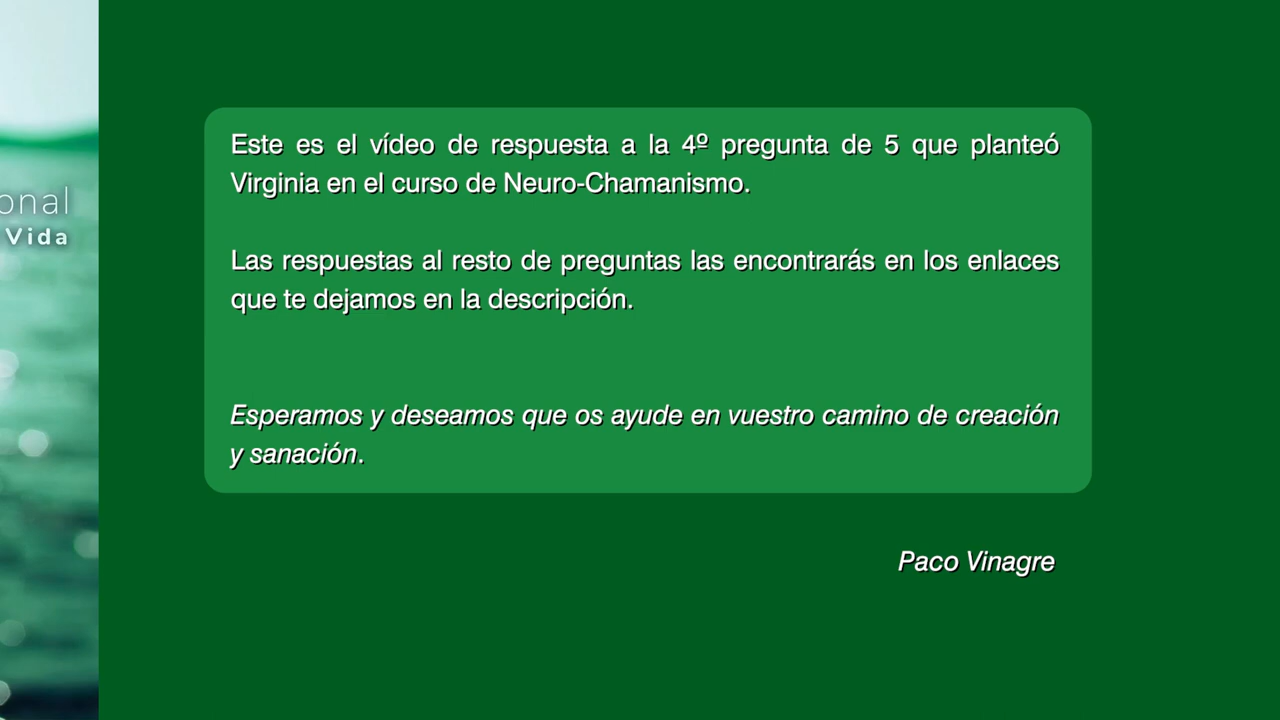 Vida
Este es el vídeo de respuesta a la 4º pregunta de 5 que planteó
Virginia en el curso de Neuro-Chamanismo.
Las respuestas al resto de preguntas las encontrarás en los enlaces
que te dejamos en la descripción.
Esperamos y deseamos que os ayude en vuestro camino de creación
y sanación.
Paco Vinagre